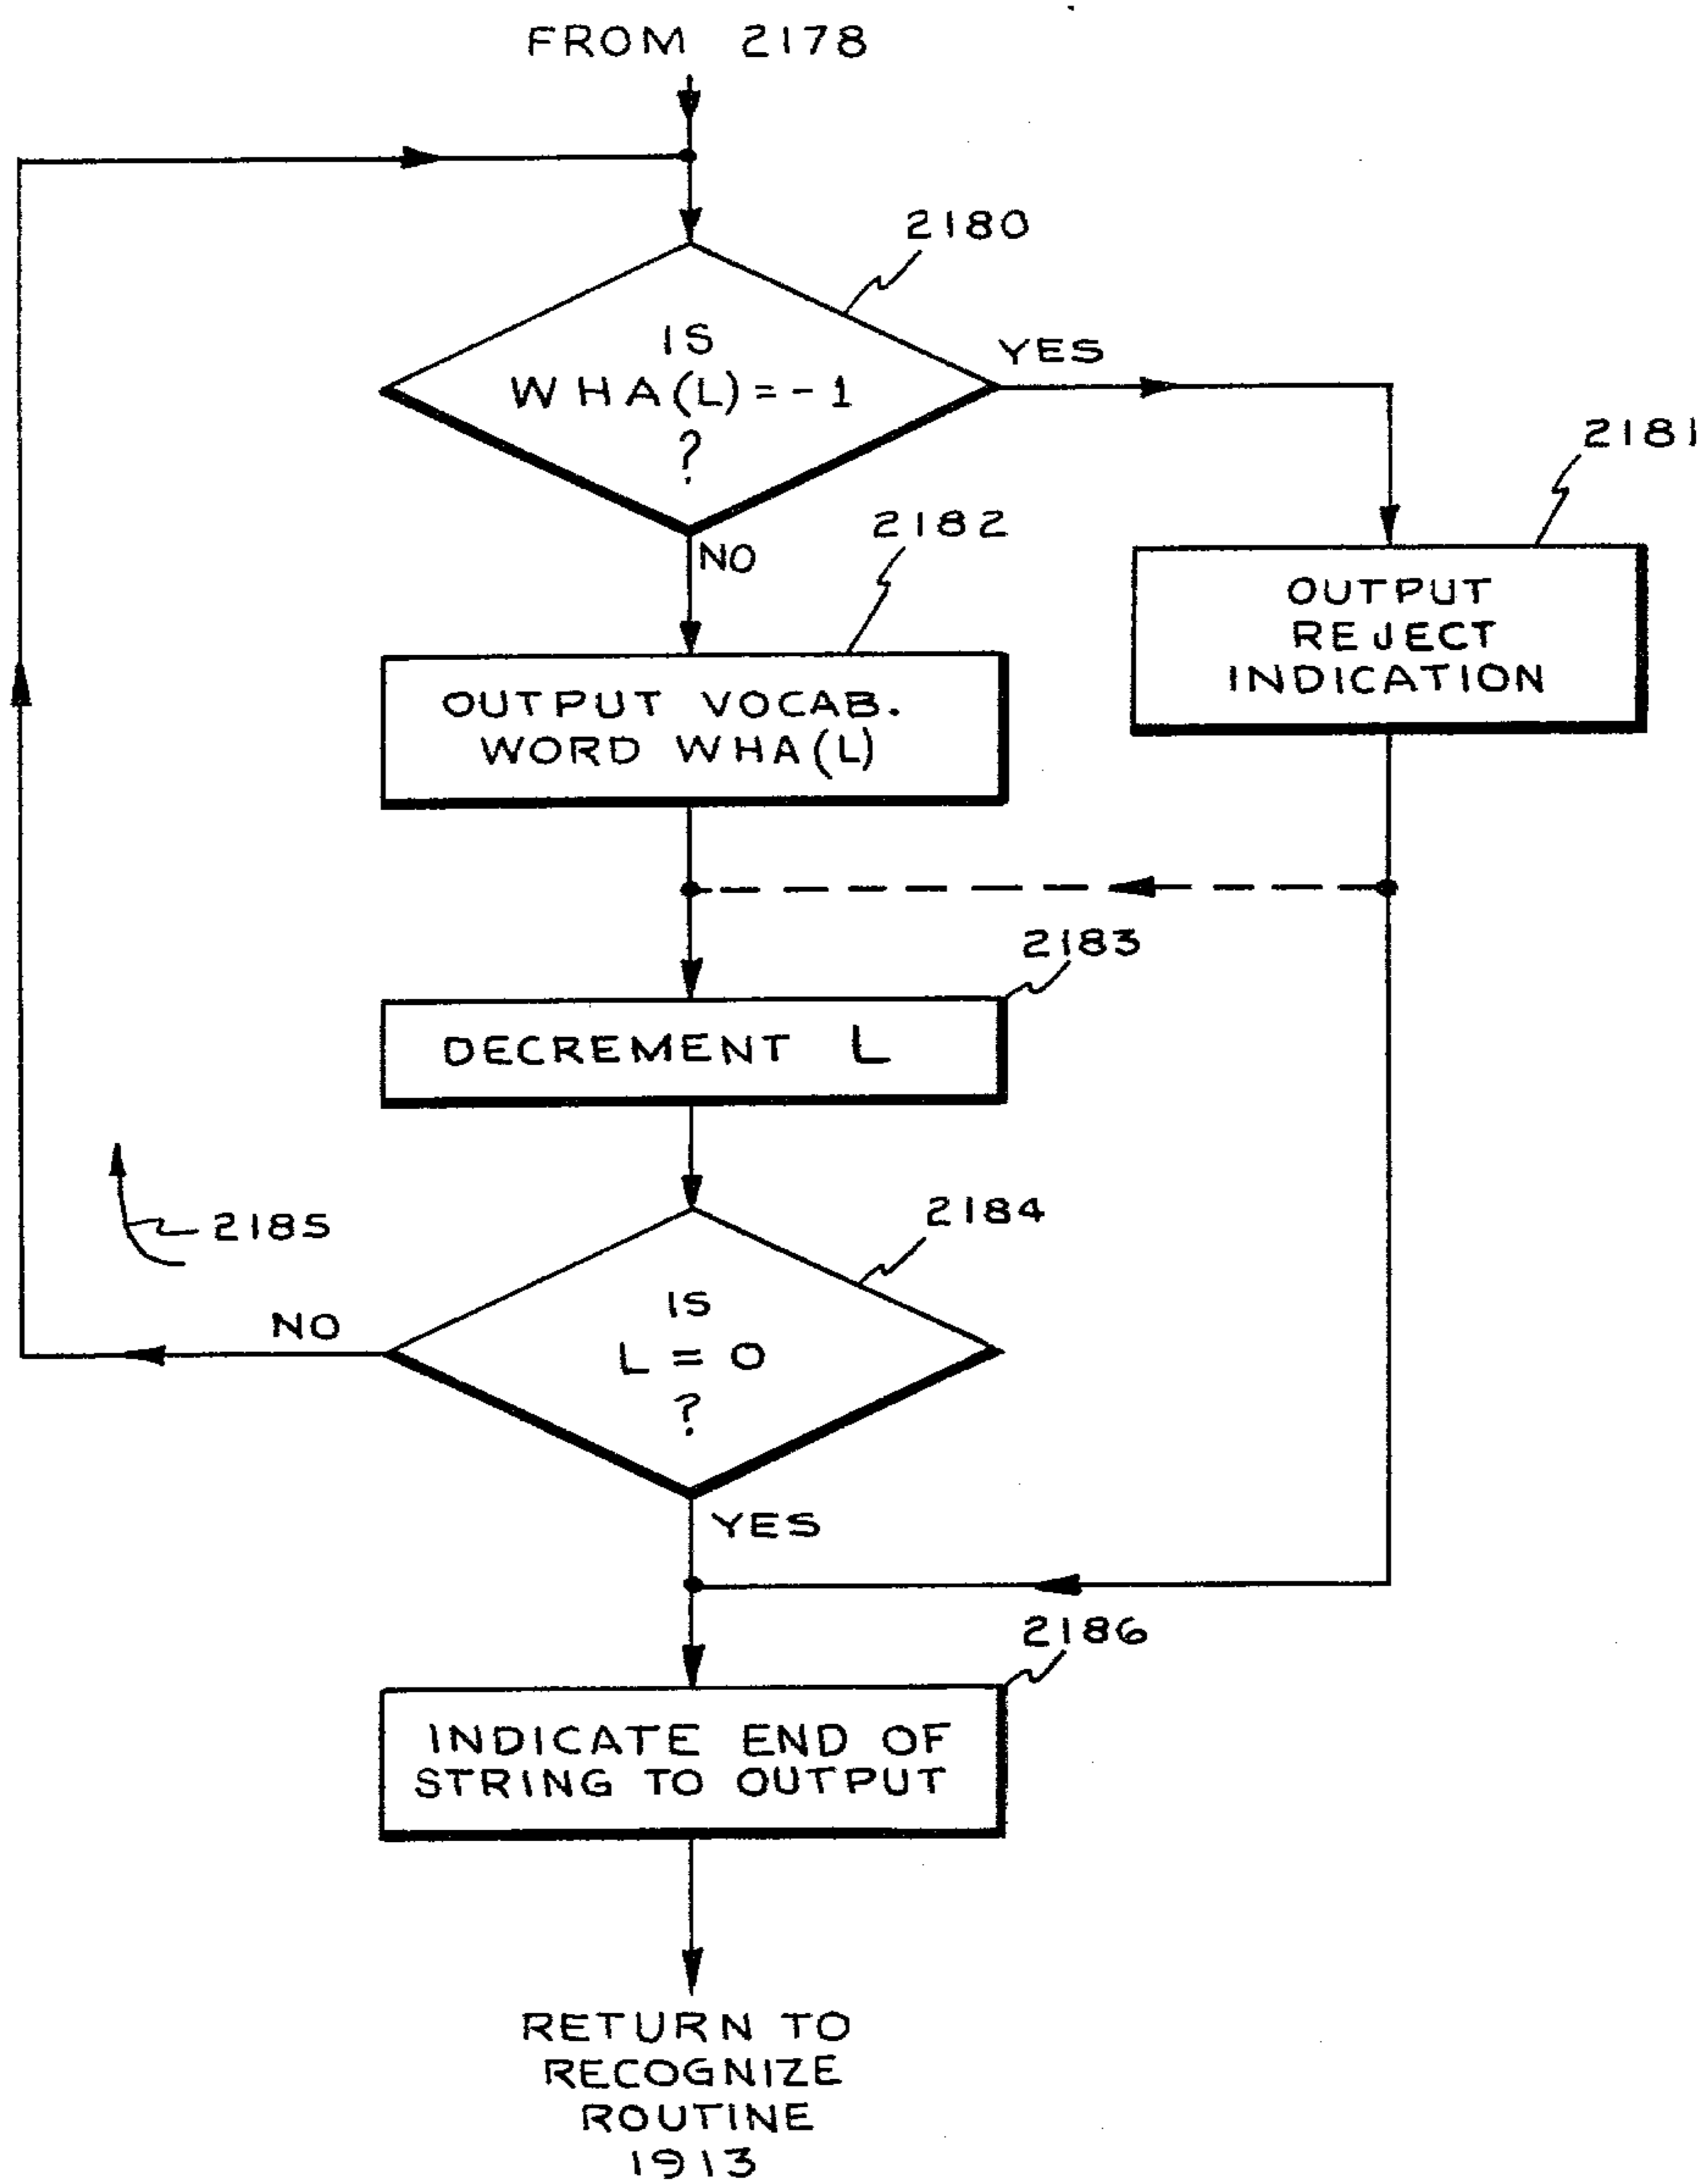 FROM 2178
2180
IS
WHA(L)=-1
?
YES
2181
NO
2182
OUTPUT
REJECT
INDICATION
OUTPUT VOCAB.
WORD WHA(L)
2183
DECREMENT L
2185
2184
NO
IS
L = 0
?
YES
2186
INDICATE END OF
STRING TO OUTPUT
RETURN TO
RECOGNIZE
ROUTINE
1913